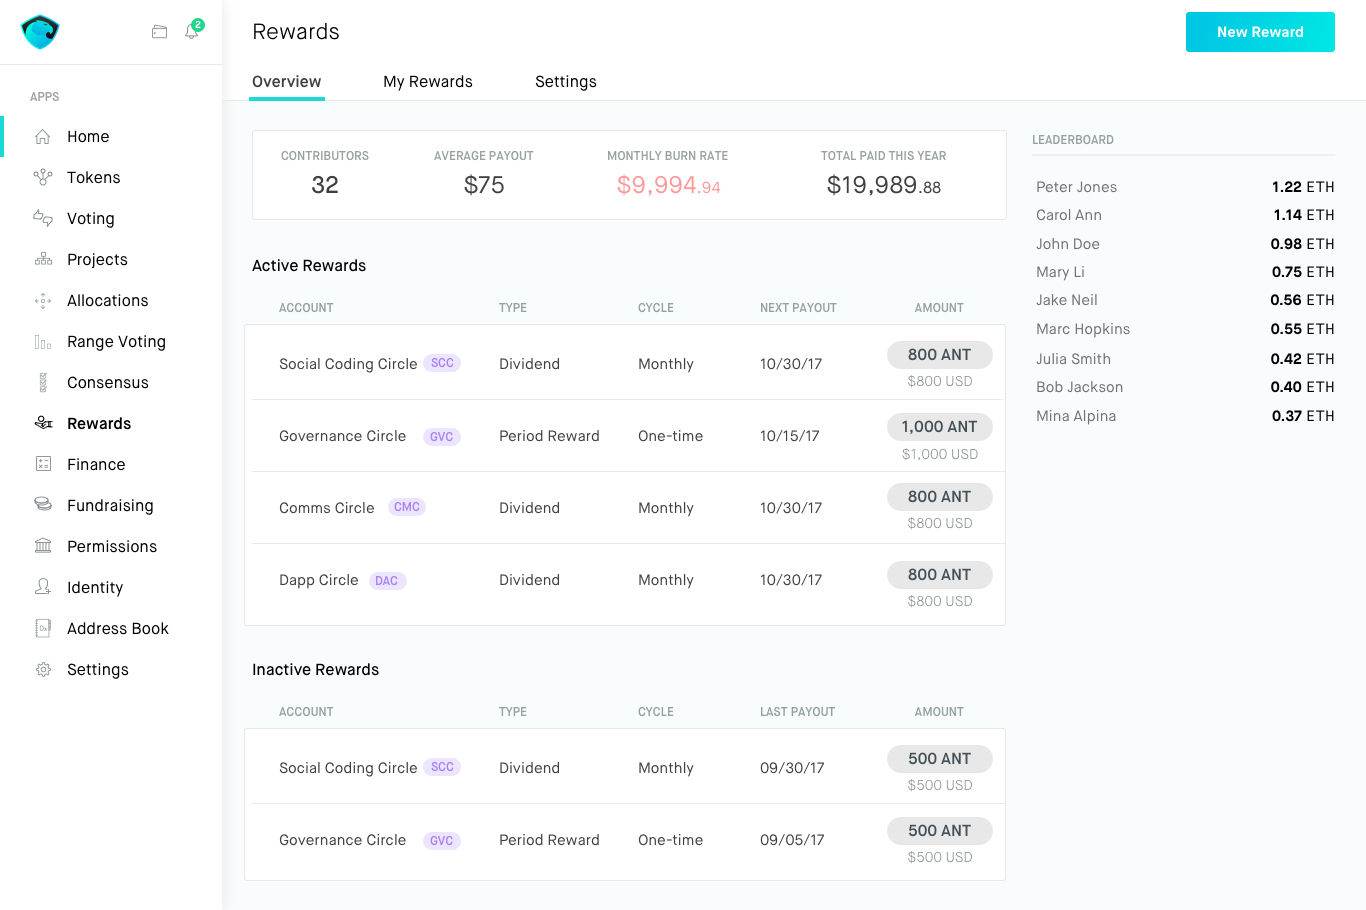 2
Rewards
New Reward
Overview
My Rewards
Settings
APPS
Home
Tokens
Voting
Projects
Allocations
Range Voting
Consensus
Rewards
Finance
Fundraising
Permissions
Identity
0x
Address Book
Settings
CONTRIBUTORS AVERAGE PAYOUT MONTHLY BURN RATE TOTAL PAID THIS YEAR
32 $75 $9,994.94 $19,989.88
Active Rewards
ACCOUNT TYPE CYCLE NEXT PAYOUT AMOUNT
Social Coding Circle SCC Dividend Monthly 10/30/17 800 ANT
$800 USD
Governance Circle GVC Period Reward One-time 10/15/17 1,000 ANT
$1,000 USD
Comms Circle CMC Dividend Monthly 10/30/17 800 ANT
$800 USD
Dapp Circle DAC Dividend Monthly 10/30/17 800 ANT
$800 USD
Inactive Rewards
ACCOUNT TYPE CYCLE LAST PAYOUT AMOUNT
Social Coding Circle SCC Dividend Monthly 09/30/17 500 ANT
$500 USD
Governance Circle GVC Period Reward One-time 09/05/17 500 ANT
$500 USD
LEADERBOARD
Peter Jones 1.22 ETH
Carol Ann 1.14 ETH
John Doe 0.98 ETH
Mary Li 0.75 ETH
Jake Neil 0.56 ETH
Marc Hopkins 0.55 ETH
Julia Smith 0.42 ETH
Bob Jackson 0.40 ETH
Mina Alpina 0.37 ETH